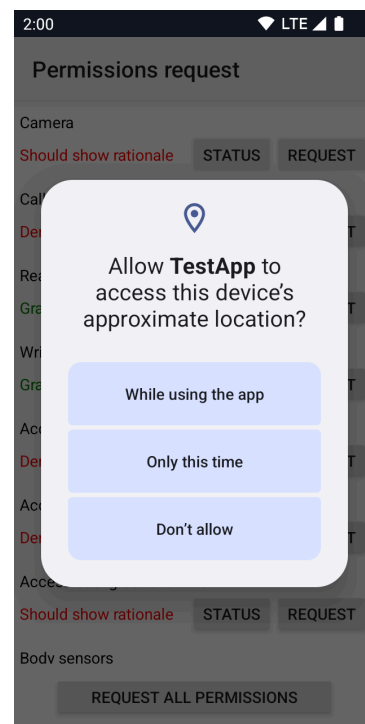 2:00 LTE
Permissions request
Camera
Should show rationale STATUS REQUEST
Allow TestApp to
access this device’s
approximate location?
While using the app
Only this time
Don’t allow
Should show rationale STATUS REQUEST
Body sensors
REQUEST ALL PERMISSIONS